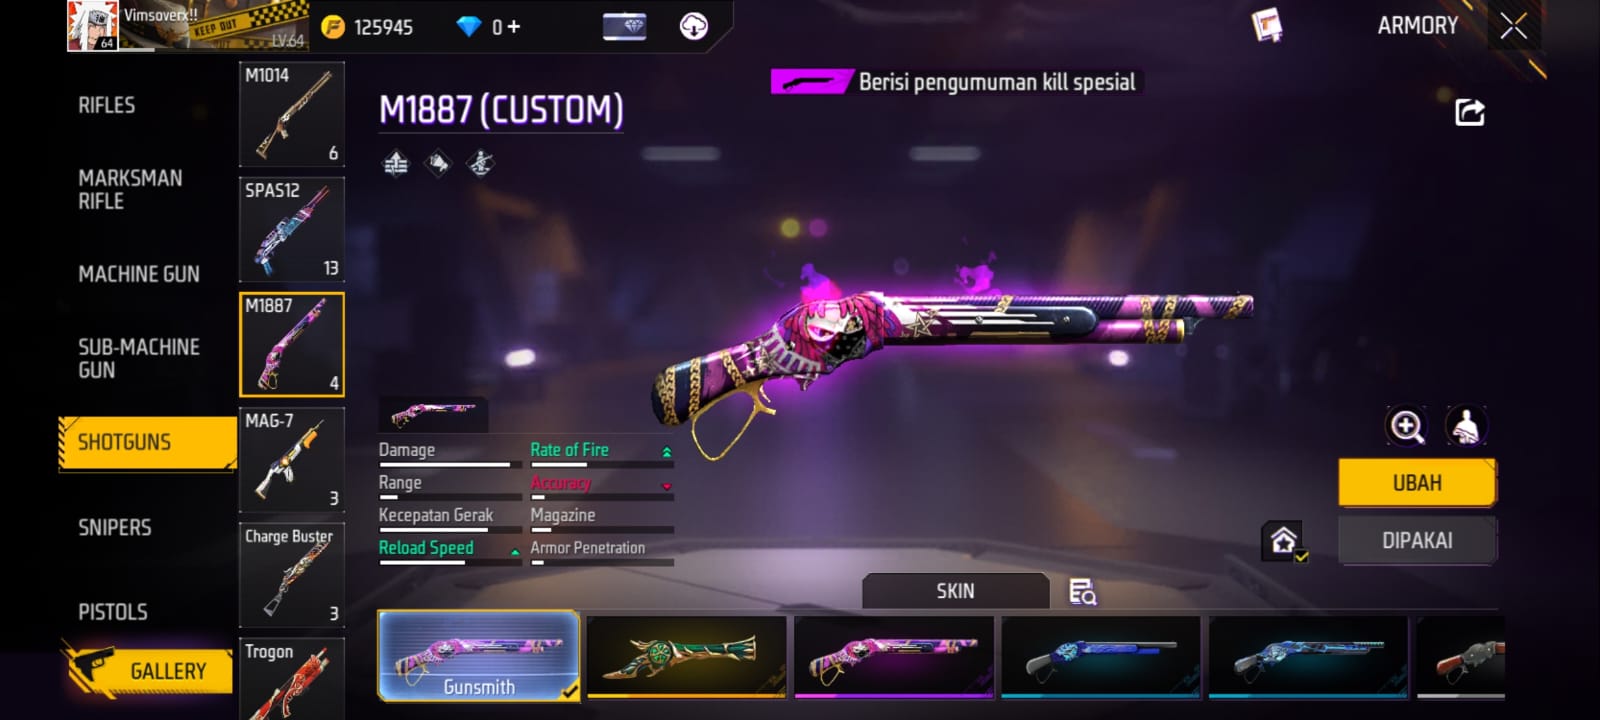 Vimsoverx!!
64
KEEP OUT
LV.64
125945
0+
ARMORY
RIFLES
MARKSMAN
RIFLE
MACHINE GUN
SUB-MACHINE
GUN
SHOTGUNS
SNIPERS
PISTOLS
GALLERY
M1014
6
SPAS12
13
M1887
4
MAG-7
3
Charge Buster
3
Trogon
M1887 (CUSTOM)
Berisi pengumuman kill spesial
Damage
Rate of Fire
Range
Accuracy
Kecepatan Gerak
Magazine
Reload Speed
Armor Penetration
UBAH
DIPAKAI
SKIN
Gunsmith